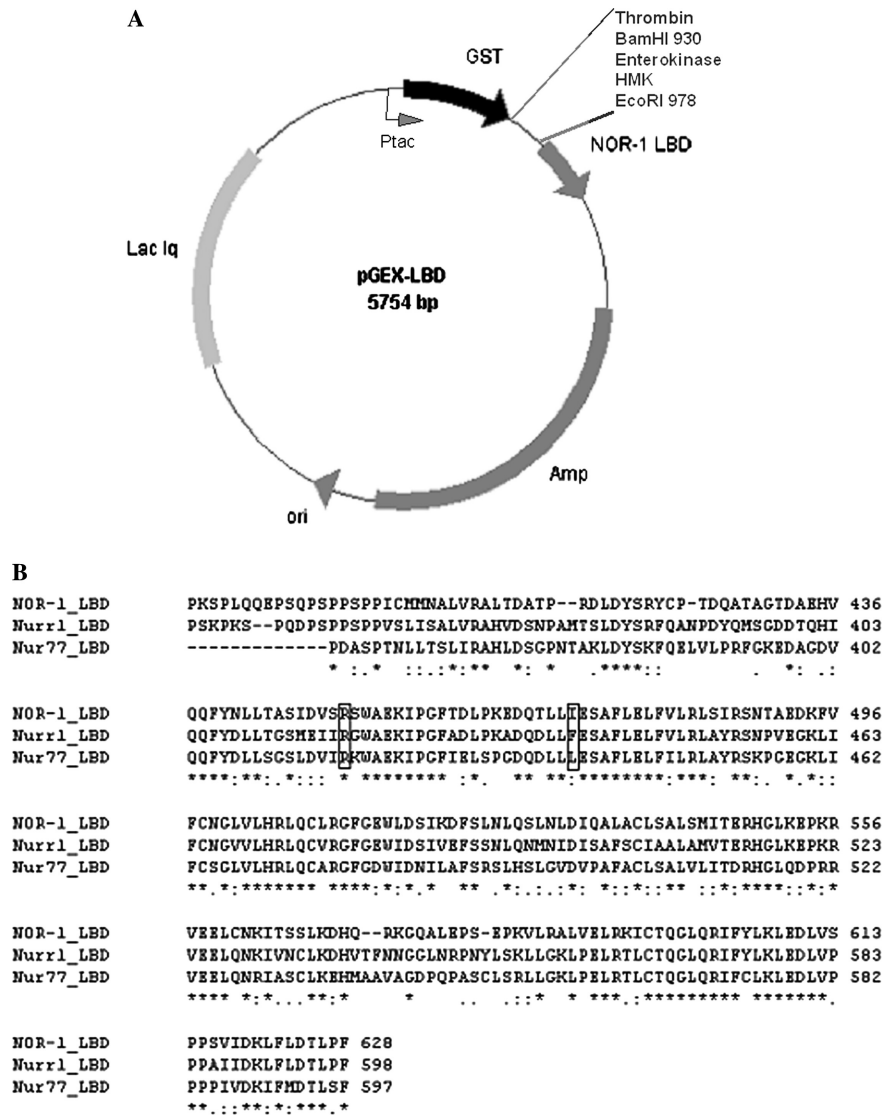 A
Thrombin
BamHI 930
Enterokinase
HMK
EcoRI 978
GST
Ptac
NOR-1 LBD
Lac Iq
pGEX-LBD
5754 bp
Amp
ori
B
NOR-1_LBD PKSPLQQEPSQPSPPSPPICMMNALVRALTDATP--RDLDYSRYCP-TDQATAGTDAEHV 436
Nurr1_LBD PSKPKS--PQDPSPPSPPVSLISALVRAHVDSNPAMTSLDYSRFQANPDYQMSGDDTQHI 403
Nur77_LBD --------------PDASPTNLLTSLIRAHLDSGPNTAKLDYSKFQELVLPRFGKEDAGDV 402
* :.* ::.:*:** .*: * .****:: *: .:
NOR-1_LBD QQFYNLLTASIDVSRSWAEKIPGFTDLPKEDQTLLIESAFLELFVLRLSIRSNTAEDKFV 496
Nurr1_LBD QQFYDLLTGSMEIIRGWAEKIPGFADLPKADQDLLFESAFLELFVLRLAYRSNPVEGKLI 463
Nur77_LBD QQFYDLLSGSLDVIRKWAEKIPGFIELSPGDQDLLLESAFLELFILRLAYRSKPGEGKLI 462
****:**:.*::: * ******** :*. ** **:********:***: **:. *.*::
NOR-1_LBD FCNGLVLHRLQCLRGFGEWLDSIKDFSLNLQSLNLDIQALACLSALSMITERHGLKEPKR 556
Nurr1_LBD FCNGVVLHRLQCVRGFGEWIDSIVEFSSNLQNMNIDISAFSCIAALAMVTERHGLKEPKR 523
Nur77_LBD FCSGLVLHRLQCARGFGDWIDNILAFSRSLHSLGVDVPAFACLSALVLITDRHGLQDPRR 522
**.*:******* ****:*:*.* ** .*:.:.:*: *::*::** ::*:****::*:*
NOR-1_LBD VEELCNKITSSLKDHQ--RKGQALEPS-EPKVLRALVELRKICTQGLQRIFYLKLEDLVS 613
Nurr1_LBD VEELQNKIVNCLKDHVTFNNGGLNRPNYLSKLLGKLPELRTLCTQGLQRIFYLKLEDLVP 583
Nur77_LBD VEELQNRIASCLKEHMAAVAGDPQPASCLSRLLGKLPELRTLCTQGLQRIFCLKLEDLVP 582
**** *:*...**:* * .. .::* * ***.:********* *******.
NOR-1_LBD PPSVIDKLFLDTLPF 628
Nurr1_LBD PPAIIDKLFLDTLPF 598
Nur77_LBD PPPIVDKIFMDTLSF 597
**.::**:*:***.*